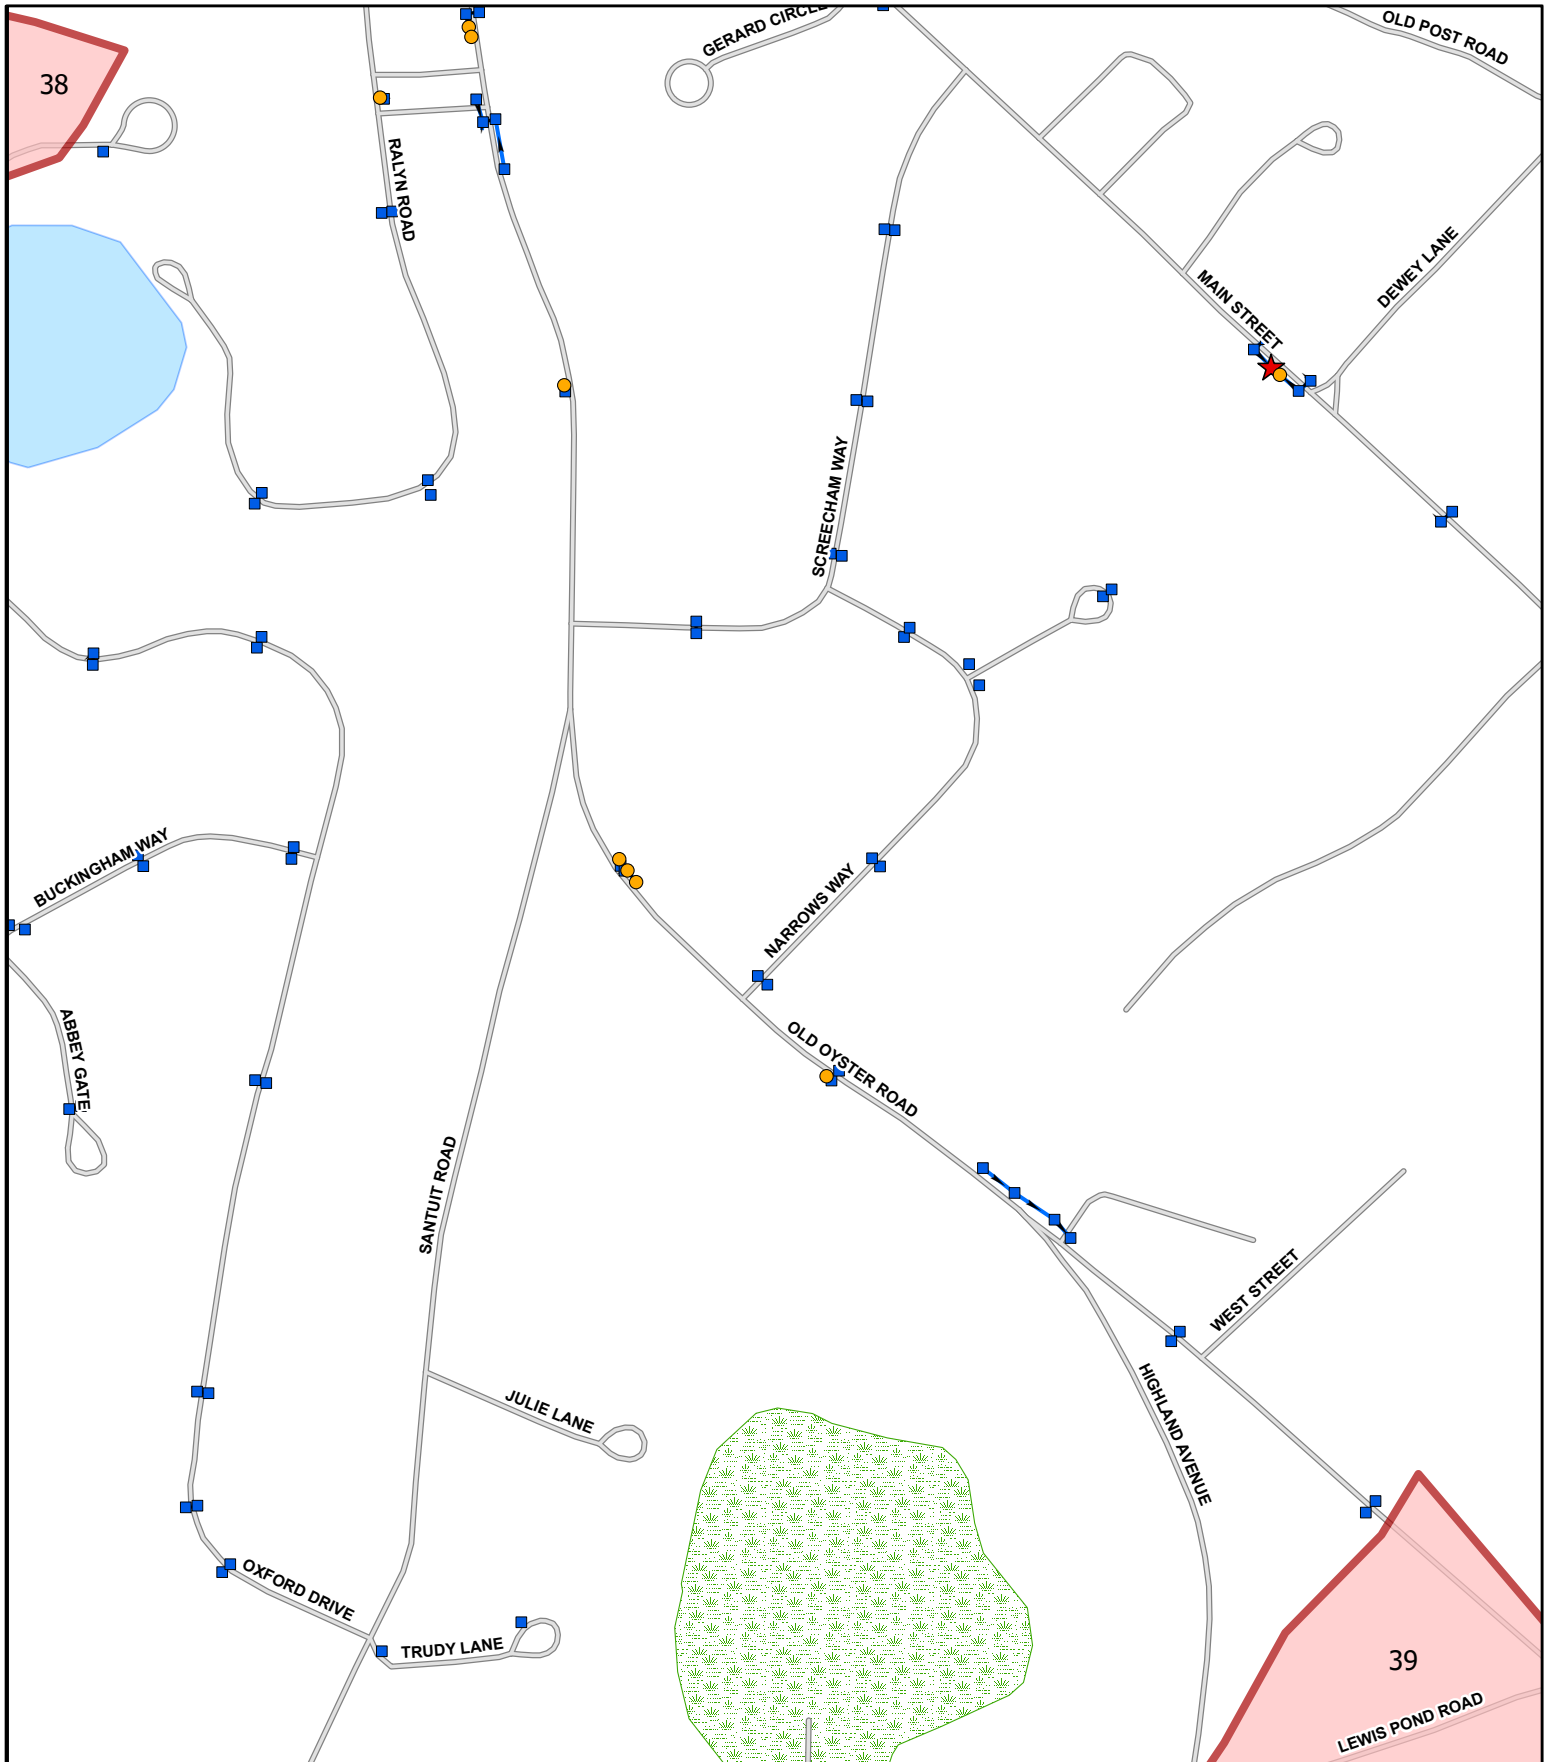 GERARD CIRCLE
OLD POST ROAD
38
RALYN ROAD
DEWEY LANE
MAIN STREET
SCREECHAM WAY
BUCKINGHAM WAY
NARROWS WAY
ABBEY GATE
OLD OYSTER ROAD
SANTUIT ROAD
WEST STREET
JULIE LANE
HIGHLAND AVENUE
OXFORD DRIVE
TRUDY LANE
39
LEWIS POND ROAD